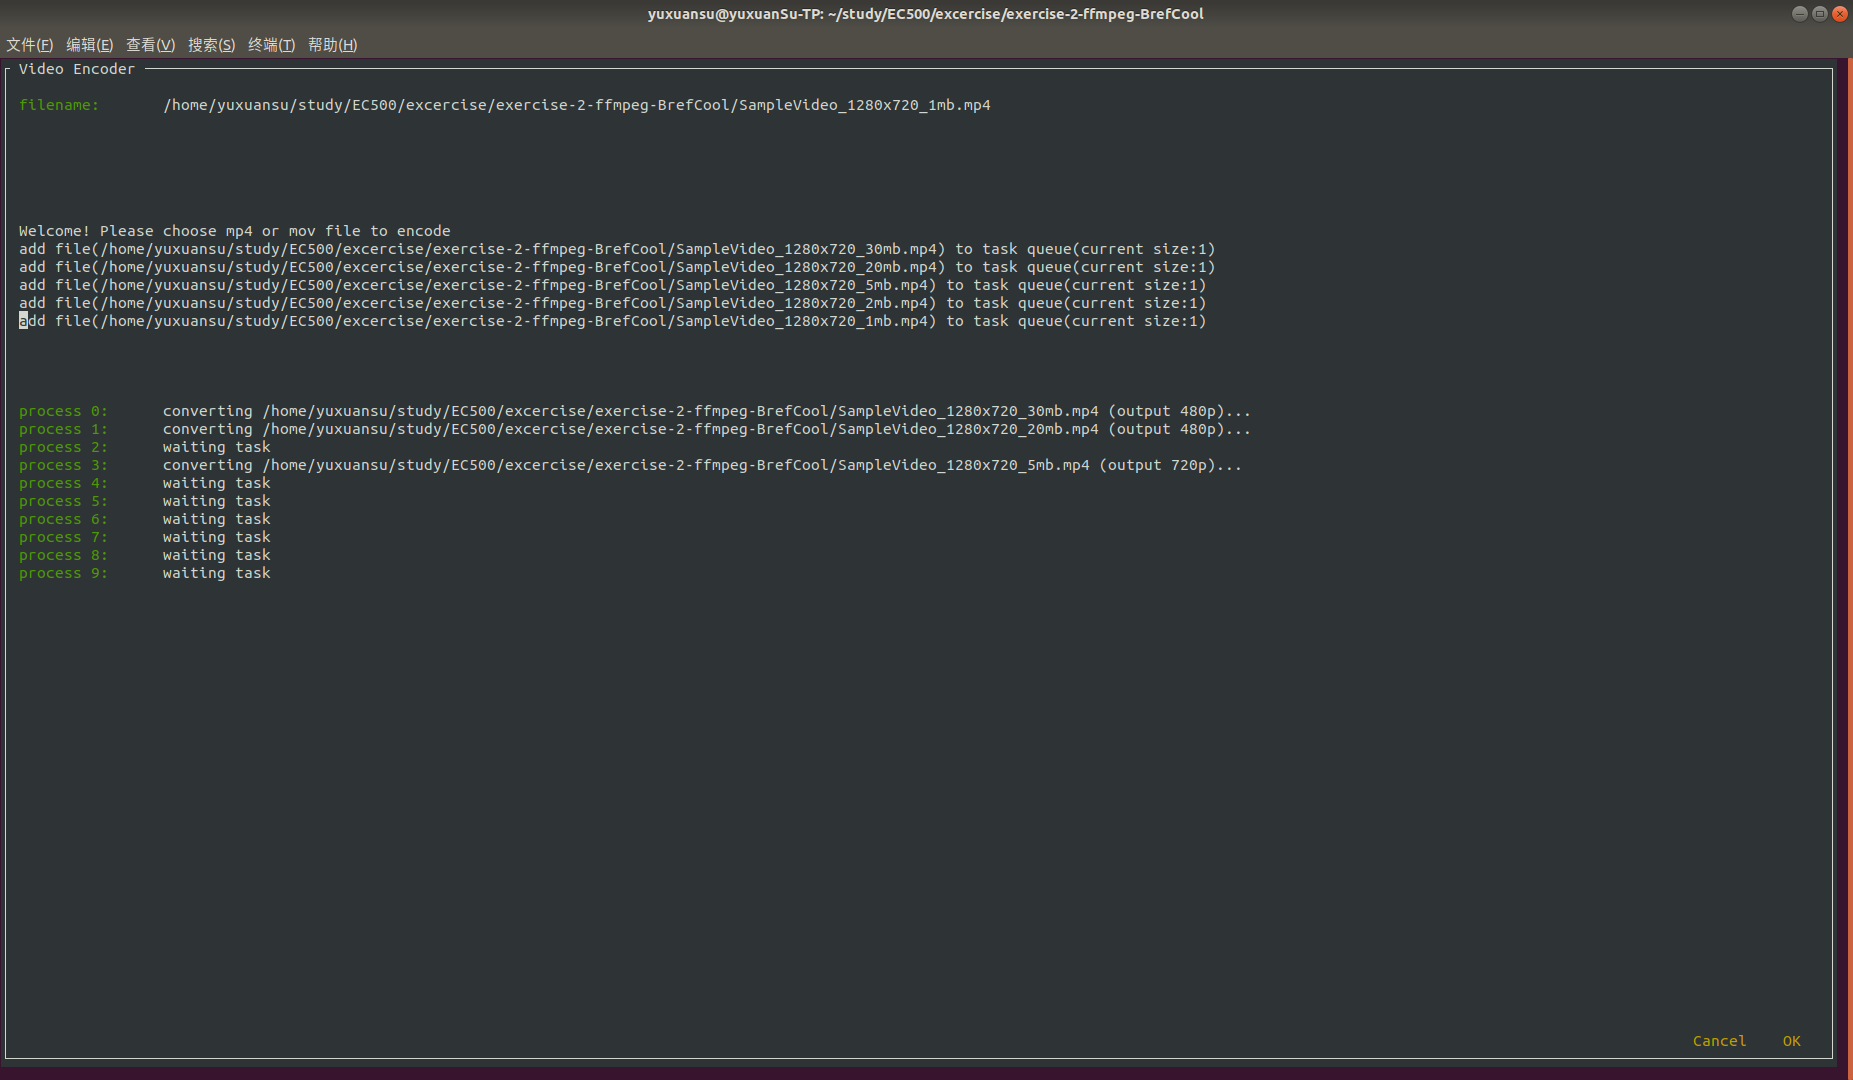 yuxuansu@yuxuanSu-TP: ~/study/EC500/excercise/exercise-2-ffmpeg-BrefCool
文件(F) 编辑(E) 查看(V) 搜索(S) 终端(T) 帮助(H)
Video Encoder
filename: /home/yuxuansu/study/EC500/excercise/exercise-2-ffmpeg-BrefCool/SampleVideo_1280x720_1mb.mp4
Welcome! Please choose mp4 or mov file to encode
add file(/home/yuxuansu/study/EC500/excercise/exercise-2-ffmpeg-BrefCool/SampleVideo_1280x720_30mb.mp4) to task queue(current size:1)
add file(/home/yuxuansu/study/EC500/excercise/exercise-2-ffmpeg-BrefCool/SampleVideo_1280x720_20mb.mp4) to task queue(current size:1)
add file(/home/yuxuansu/study/EC500/excercise/exercise-2-ffmpeg-BrefCool/SampleVideo_1280x720_5mb.mp4) to task queue(current size:1)
add file(/home/yuxuansu/study/EC500/excercise/exercise-2-ffmpeg-BrefCool/SampleVideo_1280x720_2mb.mp4) to task queue(current size:1)
add file(/home/yuxuansu/study/EC500/excercise/exercise-2-ffmpeg-BrefCool/SampleVideo_1280x720_1mb.mp4) to task queue(current size:1)
process 0: converting /home/yuxuansu/study/EC500/excercise/exercise-2-ffmpeg-BrefCool/SampleVideo_1280x720_30mb.mp4 (output 480p)...
process 1: converting /home/yuxuansu/study/EC500/excercise/exercise-2-ffmpeg-BrefCool/SampleVideo_1280x720_20mb.mp4 (output 480p)...
process 2: waiting task
process 3: converting /home/yuxuansu/study/EC500/excercise/exercise-2-ffmpeg-BrefCool/SampleVideo_1280x720_5mb.mp4 (output 720p)...
process 4: waiting task
process 5: waiting task
process 6: waiting task
process 7: waiting task
process 8: waiting task
process 9: waiting task
Cancel OK